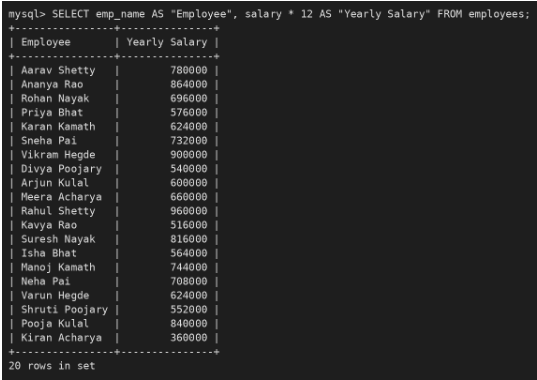 mysql> SELECT emp_name AS "Employee", salary * 12 AS "Yearly Salary" FROM employees;
+----------------+---------------+
| Employee       | Yearly Salary |
+----------------+---------------+
| Aarav Shetty   |        780000 |
| Ananya Rao     |        864000 |
| Rohan Nayak    |        696000 |
| Priya Bhat     |        576000 |
| Karan Kamath   |        624000 |
| Sneha Pai      |        732000 |
| Vikram Hegde   |        900000 |
| Divya Poojary  |        540000 |
| Arjun Kulal    |        600000 |
| Meera Acharya  |        660000 |
| Rahul Shetty   |        960000 |
| Kavya Rao      |        516000 |
| Suresh Nayak   |        816000 |
| Isha Bhat      |        564000 |
| Manoj Kamath   |        744000 |
| Neha Pai       |        708000 |
| Varun Hegde    |        624000 |
| Shruti Poojary |        552000 |
| Pooja Kulal    |        840000 |
| Kiran Acharya  |        360000 |
+----------------+---------------+
20 rows in set